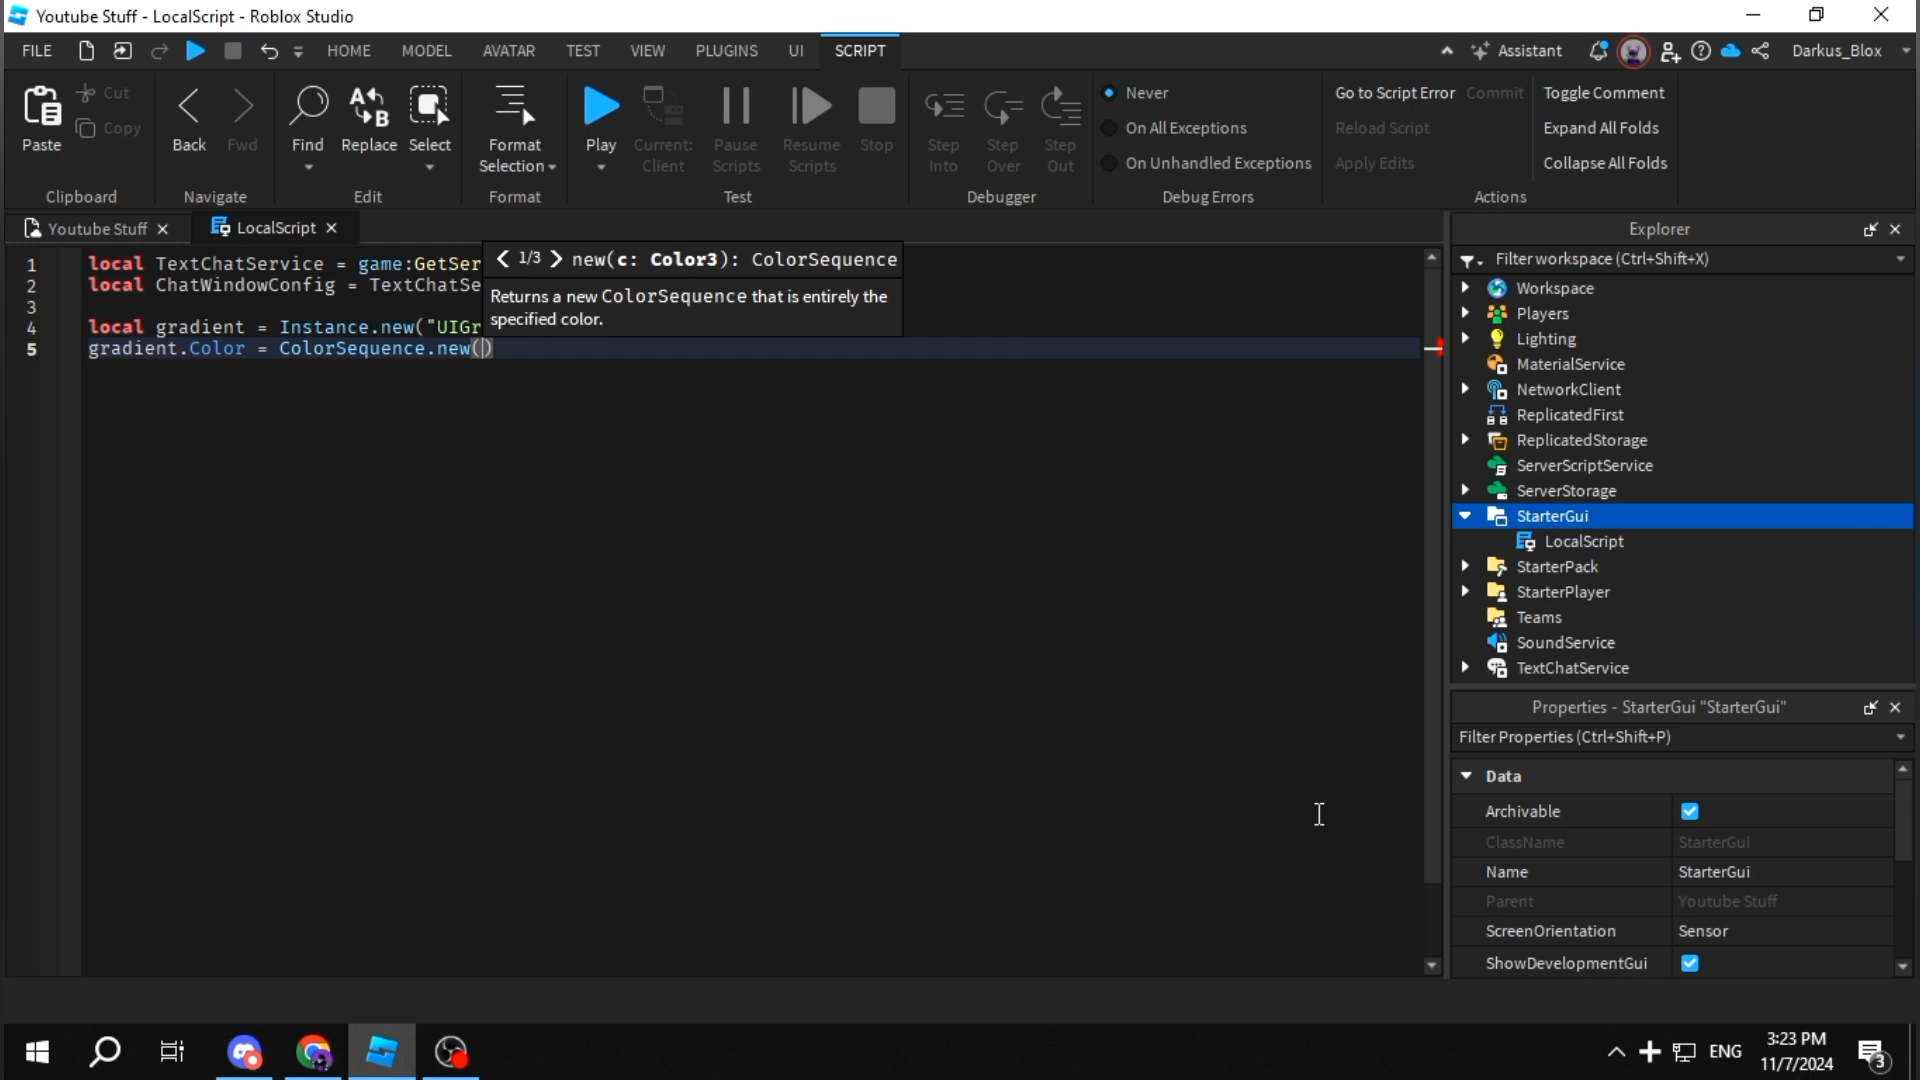 Youtube Stuff - LocalScript - Roblox Studio
FILE HOME MODEL AVATAR TEST VIEW PLUGINS UI SCRIPT Assistant Darkus_Blox
Paste Cut Copy
Clipboard
Back Fwd
Navigate
Find Replace Select
Edit
Format Selection
Format
Play Current: Client Pause Scripts Resume Scripts Stop
Test
Step Into Step Over Step Out
Debugger
Never
On All Exceptions
On Unhandled Exceptions
Debug Errors
Go to Script Error Commit Toggle Comment
Reload Script Expand All Folds
Apply Edits Collapse All Folds
Actions
Youtube Stuff LocalScript
1 local TextChatService = game:GetSer
2 local ChatWindowConfig = TextChatSe
3
4 local gradient = Instance.new("UIGr
5 gradient.Color = ColorSequence.new()
1/3 new(c: Color3): ColorSequence
Returns a new ColorSequence that is entirely the
specified color.
Explorer
Filter workspace (Ctrl+Shift+X)
Workspace
Players
Lighting
MaterialService
NetworkClient
ReplicatedFirst
ReplicatedStorage
ServerScriptService
ServerStorage
StarterGui
LocalScript
StarterPack
StarterPlayer
Teams
SoundService
TextChatService
Properties - StarterGui "StarterGui"
Filter Properties (Ctrl+Shift+P)
Data
Archivable
ClassName StarterGui
Name StarterGui
Parent Youtube Stuff
ScreenOrientation Sensor
ShowDevelopmentGui
ENG
3:23 PM
11/7/2024
3